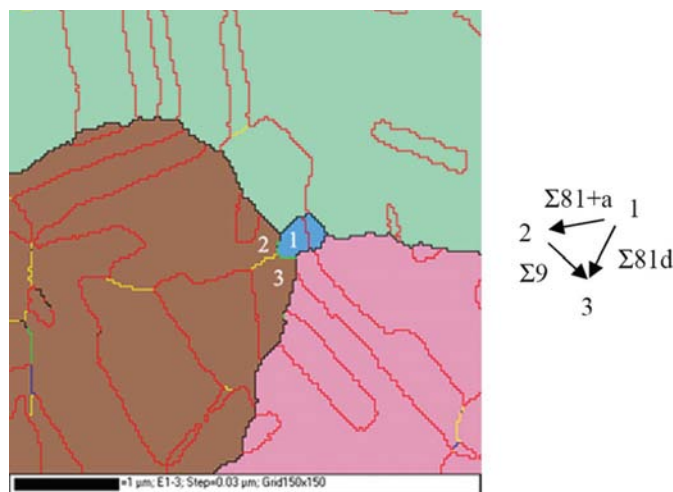 2 1
3
=1 µm; E1-3; Step=0.03 µm; Grid150x150
Σ81+a 1
2
Σ9 Σ81d
3